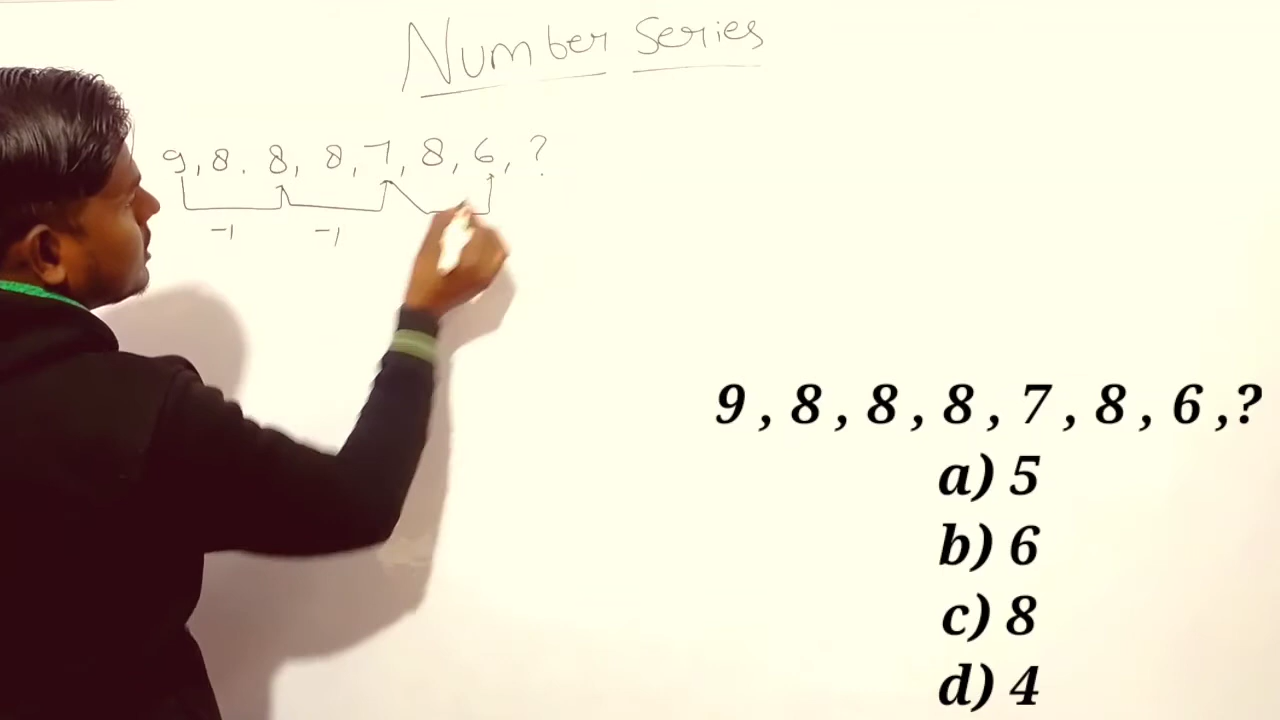 Number Series
9, 8. 8, 8, 7, 8, 6, ?
-1 -1
9 , 8 , 8 , 8 , 7 , 8 , 6 ,?
a) 5
b) 6
c) 8
d) 4